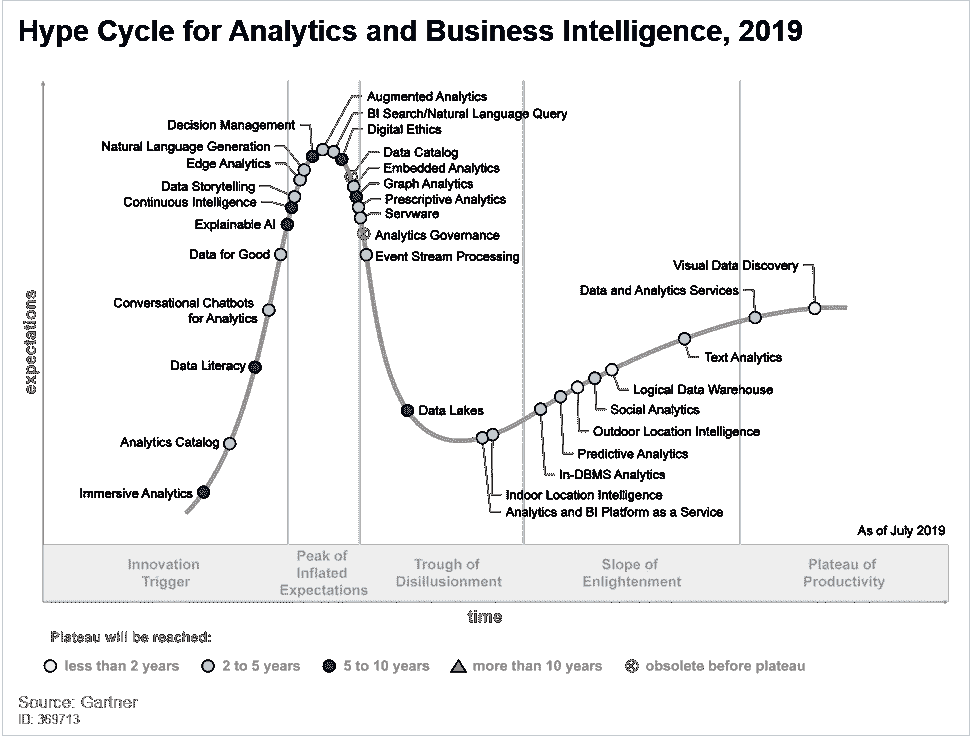 Hype Cycle for Analytics and Business Intelligence, 2019
Augmented Analytics
BI Search/Natural Language Query
Decision Management
Digital Ethics
Natural Language Generation
Data Catalog
Edge Analytics
Embedded Analytics
Data Storytelling
Graph Analytics
Continuous Intelligence
Prescriptive Analytics
Servware
Explainable AI
Analytics Governance
Data for Good
Event Stream Processing
Visual Data Discovery
Data and Analytics Services
Conversational Chatbots
for Analytics
expectations
Text Analytics
Data Literacy
Logical Data Warehouse
Data Lakes
Social Analytics
Outdoor Location Intelligence
Analytics Catalog
Predictive Analytics
In-DBMS Analytics
Immersive Analytics
Indoor Location Intelligence
Analytics and BI Platform as a Service
As of July 2019
Innovation
Trigger
Peak of
Inflated
Expectations
Trough of
Disillusionment
Slope of
Enlightenment
Plateau of
Productivity
time
Plateau will be reached:
less than 2 years
2 to 5 years
5 to 10 years
more than 10 years
obsolete before plateau
Source: Gartner
ID: 369713